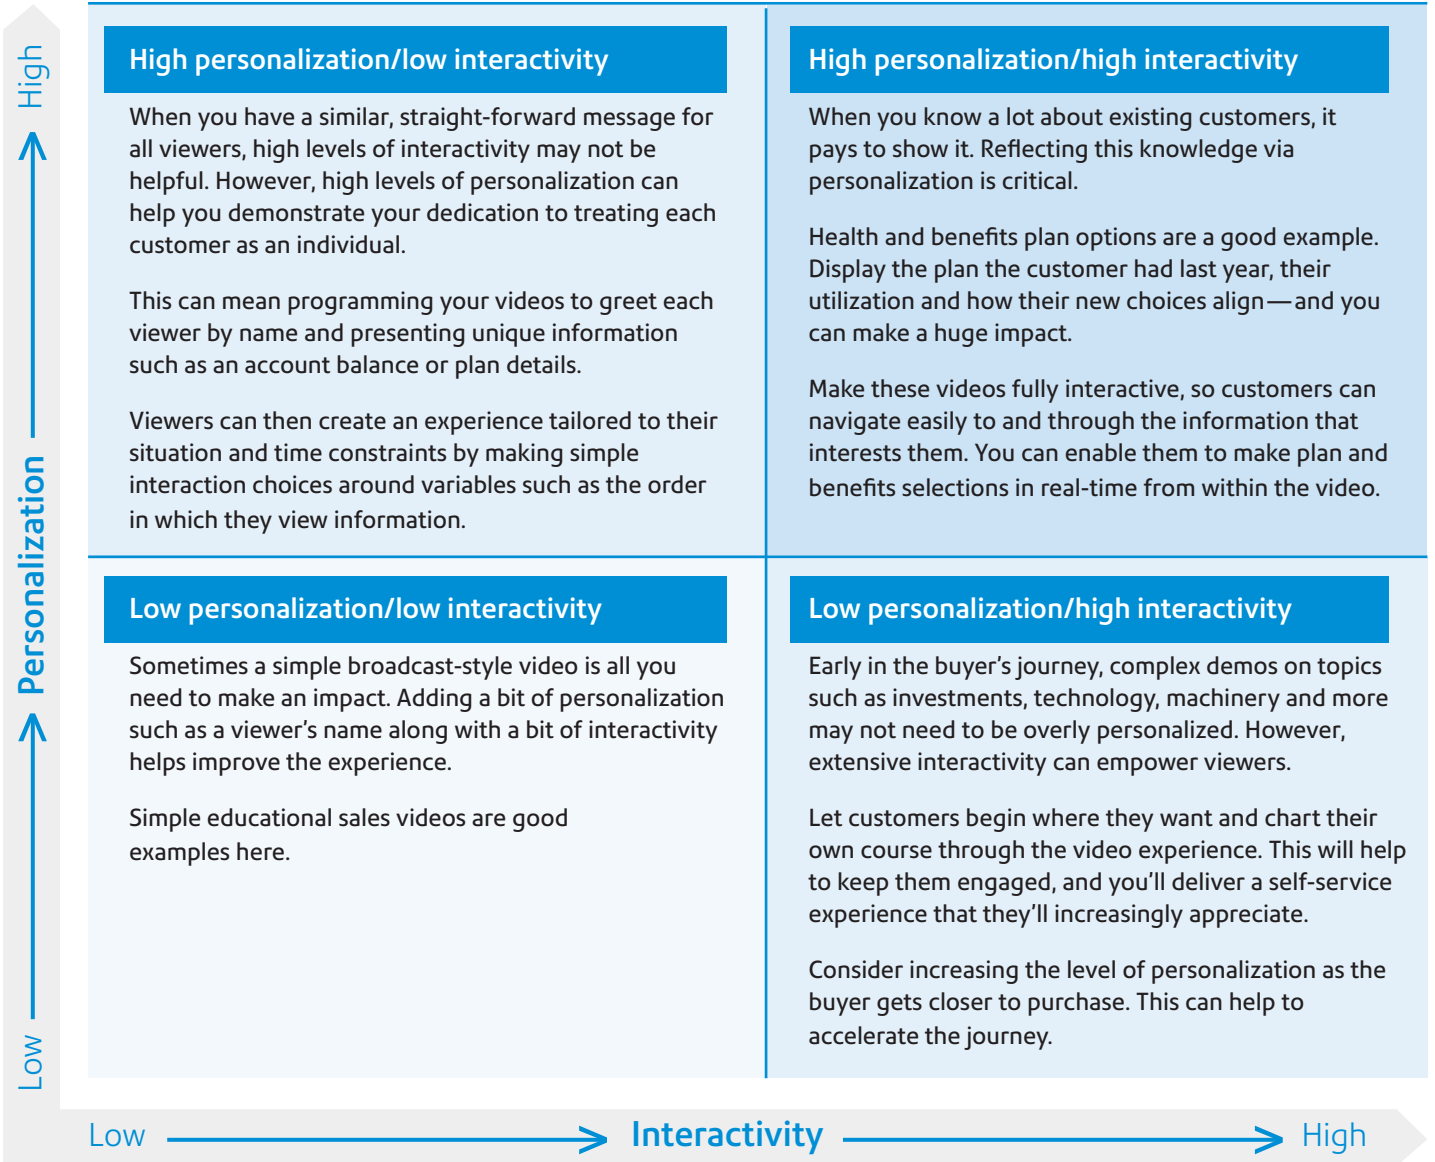 High personalization/low interactivity
When you have a similar, straight-forward message for
all viewers, high levels of interactivity may not be
helpful. However, high levels of personalization can
help you demonstrate your dedication to treating each
customer as an individual.
This can mean programming your videos to greet each
viewer by name and presenting unique information
such as an account balance or plan details.
Viewers can then create an experience tailored to their
situation and time constraints by making simple
interaction choices around variables such as the order
in which they view information.
High personalization/high interactivity
When you know a lot about existing customers, it
pays to show it. Reflecting this knowledge via
personalization is critical.
Health and benefits plan options are a good example.
Display the plan the customer had last year, their
utilization and how their new choices align—and you
can make a huge impact.
Make these videos fully interactive, so customers can
navigate easily to and through the information that
interests them. You can enable them to make plan and
benefits selections in real-time from within the video.
Low personalization/low interactivity
Sometimes a simple broadcast-style video is all you
need to make an impact. Adding a bit of personalization
such as a viewer’s name along with a bit of interactivity
helps improve the experience.
Simple educational sales videos are good
examples here.
Low personalization/high interactivity
Early in the buyer’s journey, complex demos on topics
such as investments, technology, machinery and more
may not need to be overly personalized. However,
extensive interactivity can empower viewers.
Let customers begin where they want and chart their
own course through the video experience. This will help
to keep them engaged, and you’ll deliver a self-service
experience that they’ll increasingly appreciate.
Consider increasing the level of personalization as the
buyer gets closer to purchase. This can help to
accelerate the journey.
Low Personalization High
Low Interactivity High